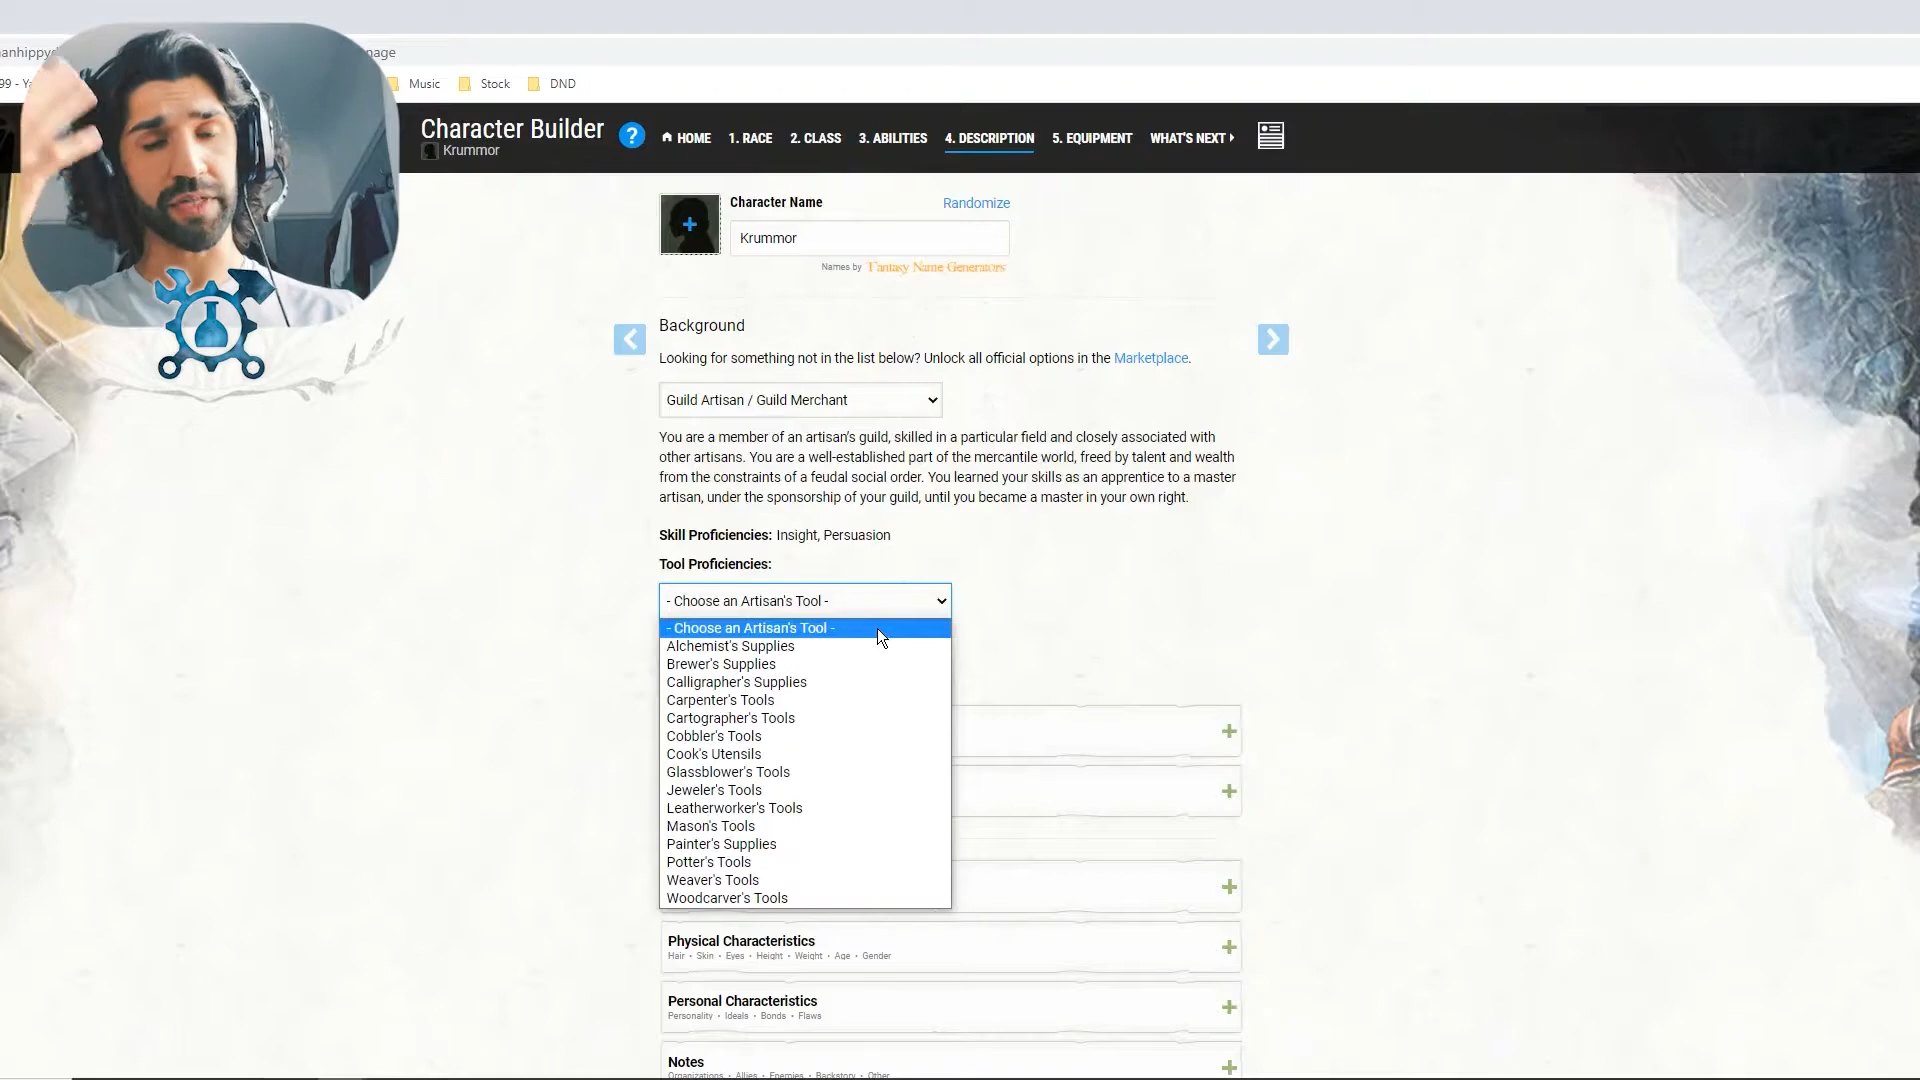 nage
99 - Ya
Music
Stock
DND
Character Builder
Krummor
?
HOME
1. RACE
2. CLASS
3. ABILITIES
4. DESCRIPTION
5. EQUIPMENT
WHAT'S NEXT
Character Name
Randomize
Krummor
Names by Fantasy Name Generators
Background
Looking for something not in the list below? Unlock all official options in the Marketplace.
Guild Artisan / Guild Merchant
You are a member of an artisan's guild, skilled in a particular field and closely associated with
other artisans. You are a well-established part of the mercantile world, freed by talent and wealth
from the constraints of a feudal social order. You learned your skills as an apprentice to a master
artisan, under the sponsorship of your guild, until you became a master in your own right.
Skill Proficiencies: Insight, Persuasion
Tool Proficiencies:
- Choose an Artisan's Tool -
- Choose an Artisan's Tool -
Alchemist's Supplies
Brewer's Supplies
Calligrapher's Supplies
Carpenter's Tools
Cartographer's Tools
Cobbler's Tools
Cook's Utensils
Glassblower's Tools
Jeweler's Tools
Leatherworker's Tools
Mason's Tools
Painter's Supplies
Potter's Tools
Weaver's Tools
Woodcarver's Tools
Physical Characteristics
Hair • Skin • Eyes • Height • Weight • Age • Gender
Personal Characteristics
Personality • Ideals • Bonds • Flaws
Notes
Organizations • Allies • Enemies • Backstory • Other